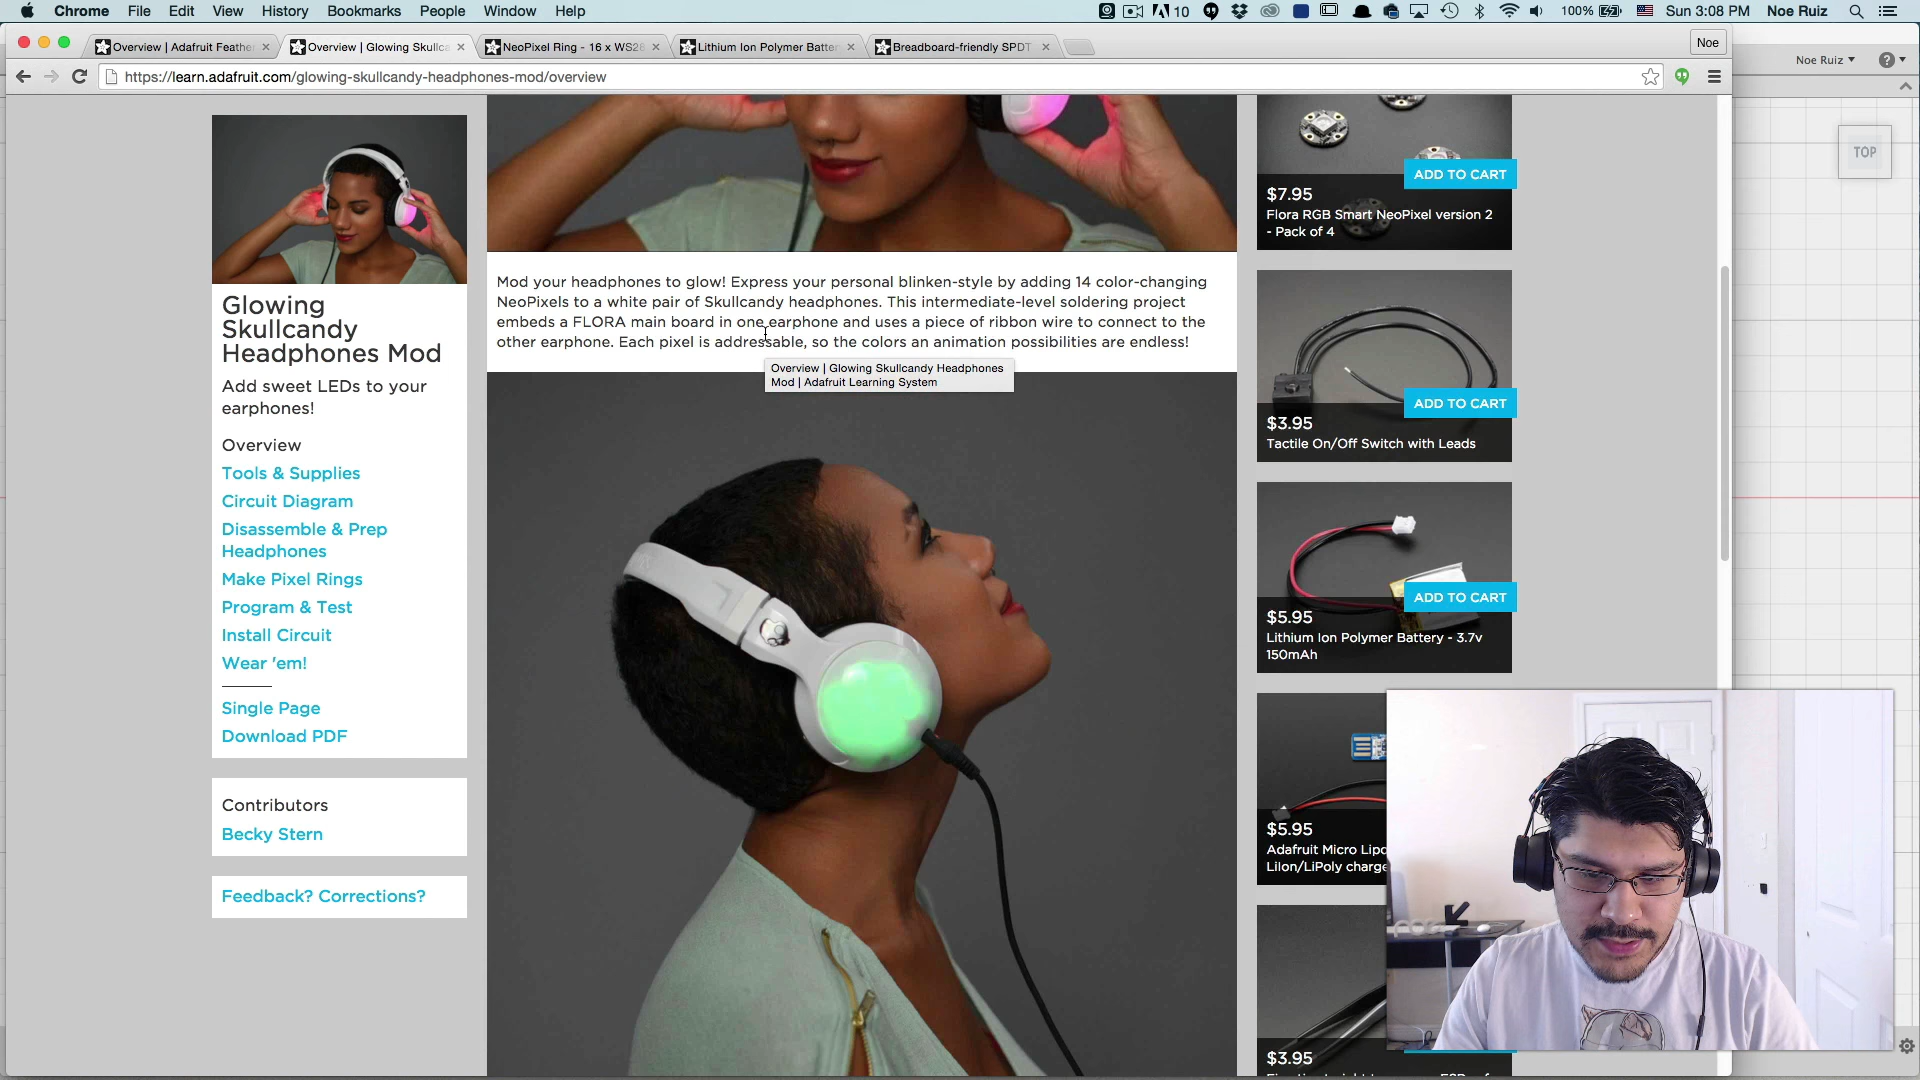 Chrome File Edit View History Bookmarks People Window Help
10 100% Sun 3:08 PM Noe Ruiz
Overview | Adafruit Feathe
Overview | Glowing Skullca
NeoPixel Ring - 16 x WS28
Lithium Ion Polymer Batter
Breadboard-friendly SPDT
Noe
https://learn.adafruit.com/glowing-skullcandy-headphones-mod/overview
Noe Ruiz
TOP
Glowing
Skullcandy
Headphones Mod
Add sweet LEDs to your
earphones!
Overview
Tools & Supplies
Circuit Diagram
Disassemble & Prep
Headphones
Make Pixel Rings
Program & Test
Install Circuit
Wear 'em!
Single Page
Download PDF
Contributors
Becky Stern
Feedback? Corrections?
Mod your headphones to glow! Express your personal blinken-style by adding 14 color-changing
NeoPixels to a white pair of Skullcandy headphones. This intermediate-level soldering project
embeds a FLORA main board in one earphone and uses a piece of ribbon wire to connect to the
other earphone. Each pixel is addressable, so the colors an animation possibilities are endless!
Overview | Glowing Skullcandy Headphones
Mod | Adafruit Learning System
ADD TO CART
$7.95
Flora RGB Smart NeoPixel version 2
- Pack of 4
ADD TO CART
$3.95
Tactile On/Off Switch with Leads
ADD TO CART
$5.95
Lithium Ion Polymer Battery - 3.7v
150mAh
$5.95
Adafruit Micro Lipo
LiIon/LiPoly charge
$3.95